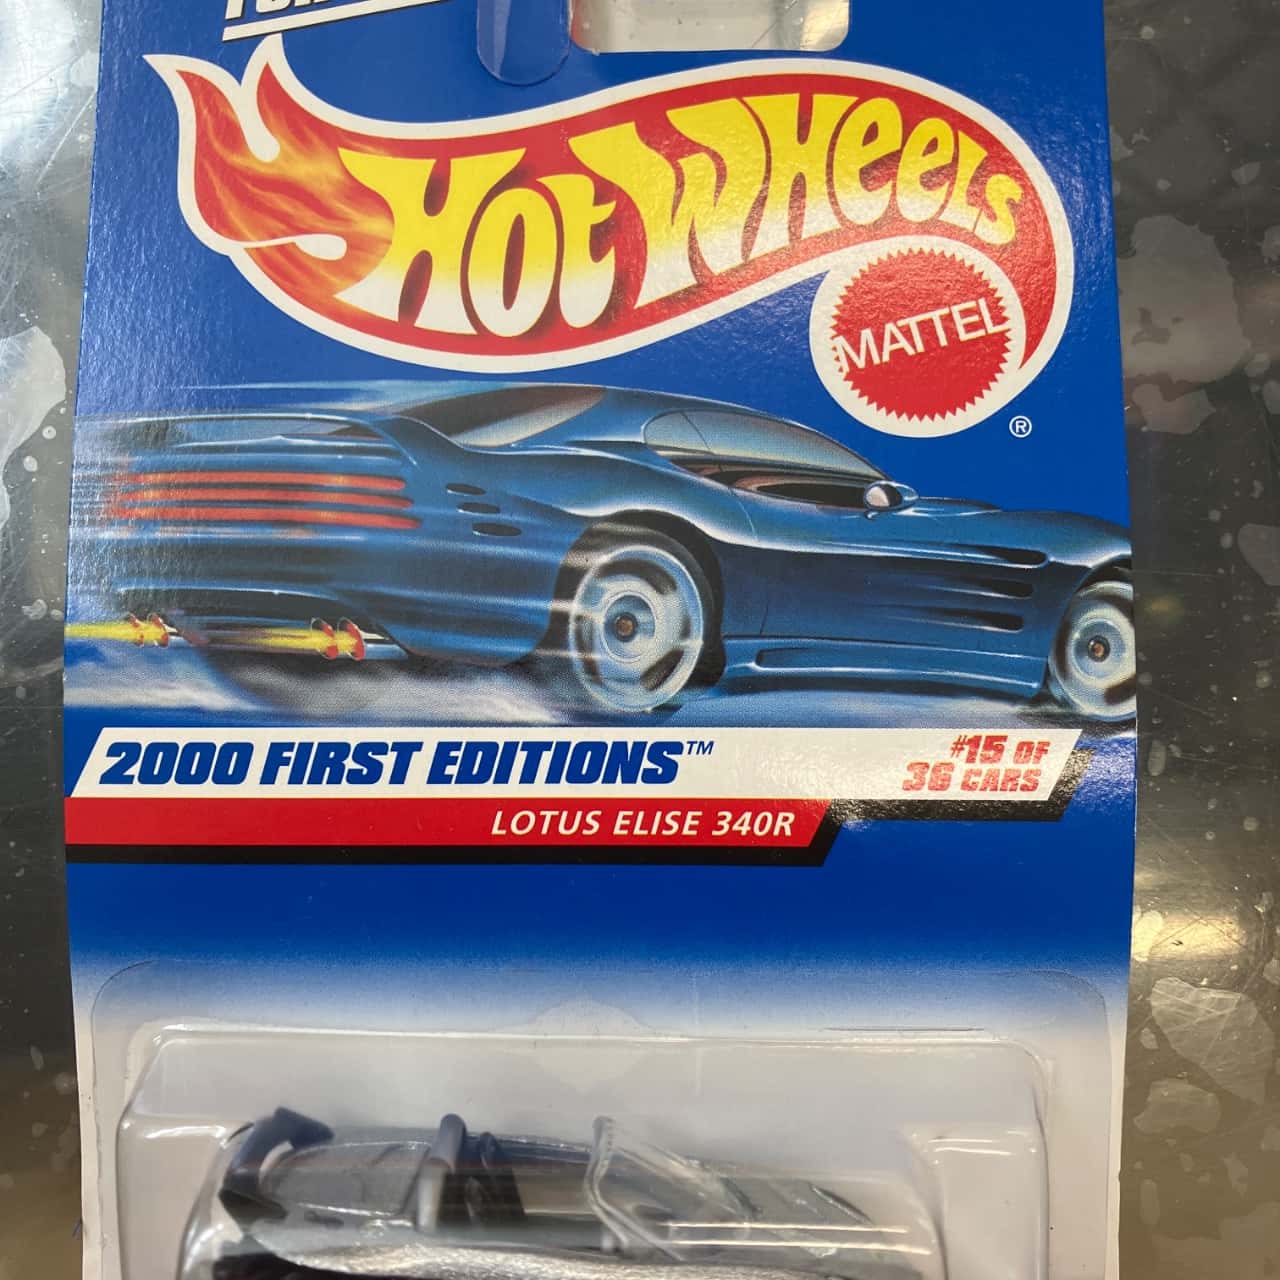 HOT WHEELS
MATTEL
®
2000 FIRST EDITIONS™
#15 OF
36 CARS
LOTUS ELISE 340R